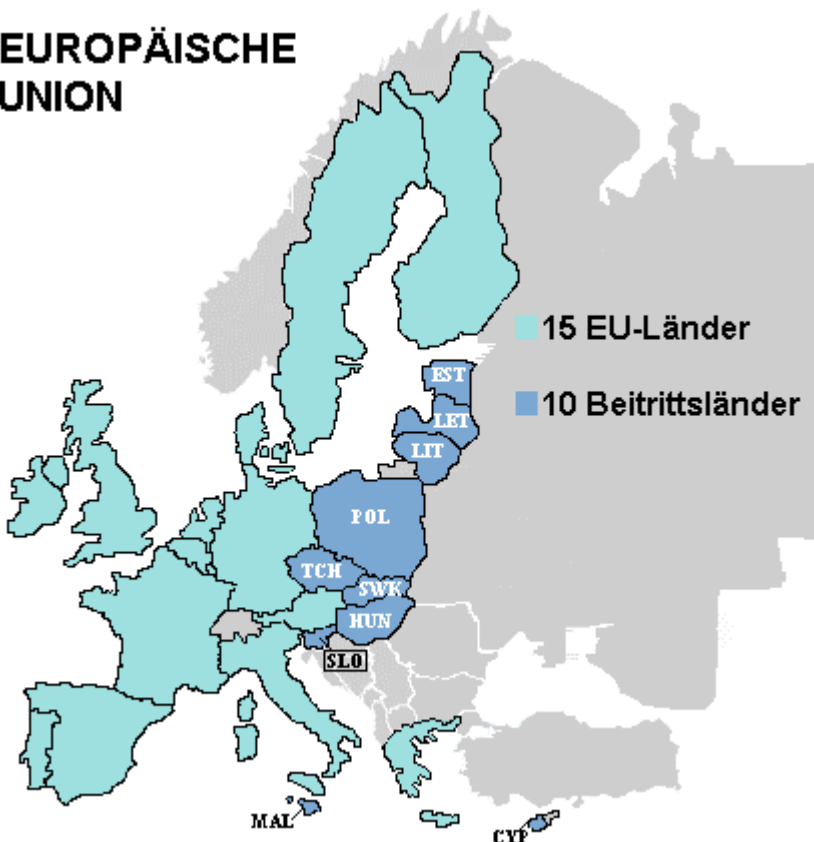 EUROPÄISCHE
UNION
15 EU-Länder
EST
10 Beitrittsländer
LET
LIT
POL
TCH
SWK
HUN
SLO
MAL
CYP